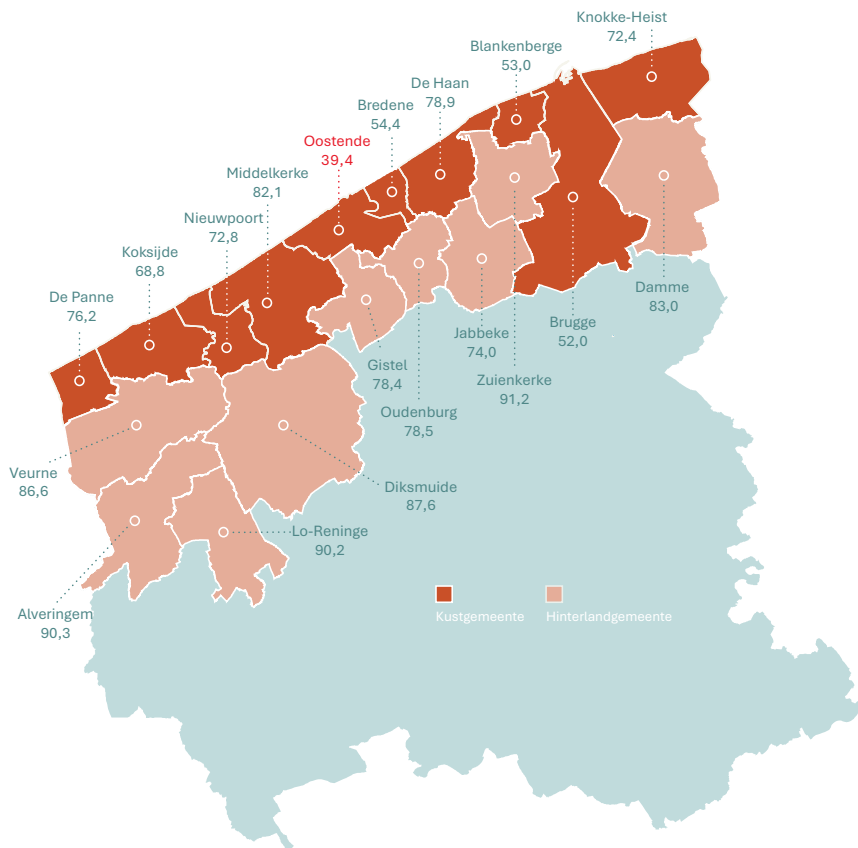 Knokke-Heist
72,4
Blankenberge
53,0
De Haan
78,9
Bredene
54,4
Oostende
39,4
Middelkerke
82,1
Nieuwpoort
72,8
Koksijde
68,8
De Panne
76,2
Damme
83,0
Brugge
52,0
Jabbeke
74,0
Zuienkerke
91,2
Gistel
78,4
Oudenburg
78,5
Veurne
86,6
Diksmuide
87,6
Lo-Reninge
90,2
Alveringem
90,3
Kustgemeente
Hinterlandgemeente